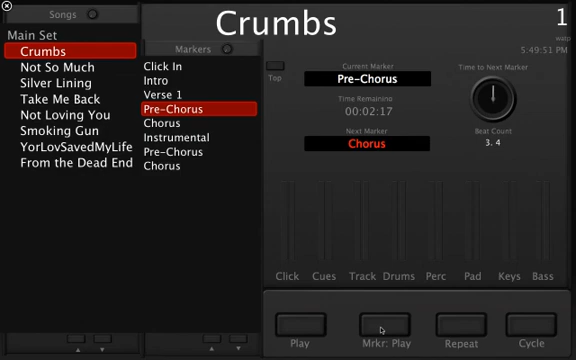 Songs
Crumbs
1
5:49:51 PM
Main Set
Crumbs
Not So Much
Silver Lining
Take Me Back
Not Loving You
Smoking Gun
YorLovSavedMyLife
From the Dead End
Markers
Click In
Intro
Verse 1
Pre-Chorus
Chorus
Instrumental
Pre-Chorus
Chorus
Top
Current Marker
Pre-Chorus
Time Remaining
00:02:17
Next Marker
Chorus
Time to Next Marker
Beat Count
3. 4
Click Cues Track Drums Perc Pad Keys Bass
Play Mrkr: Play Repeat Cycle